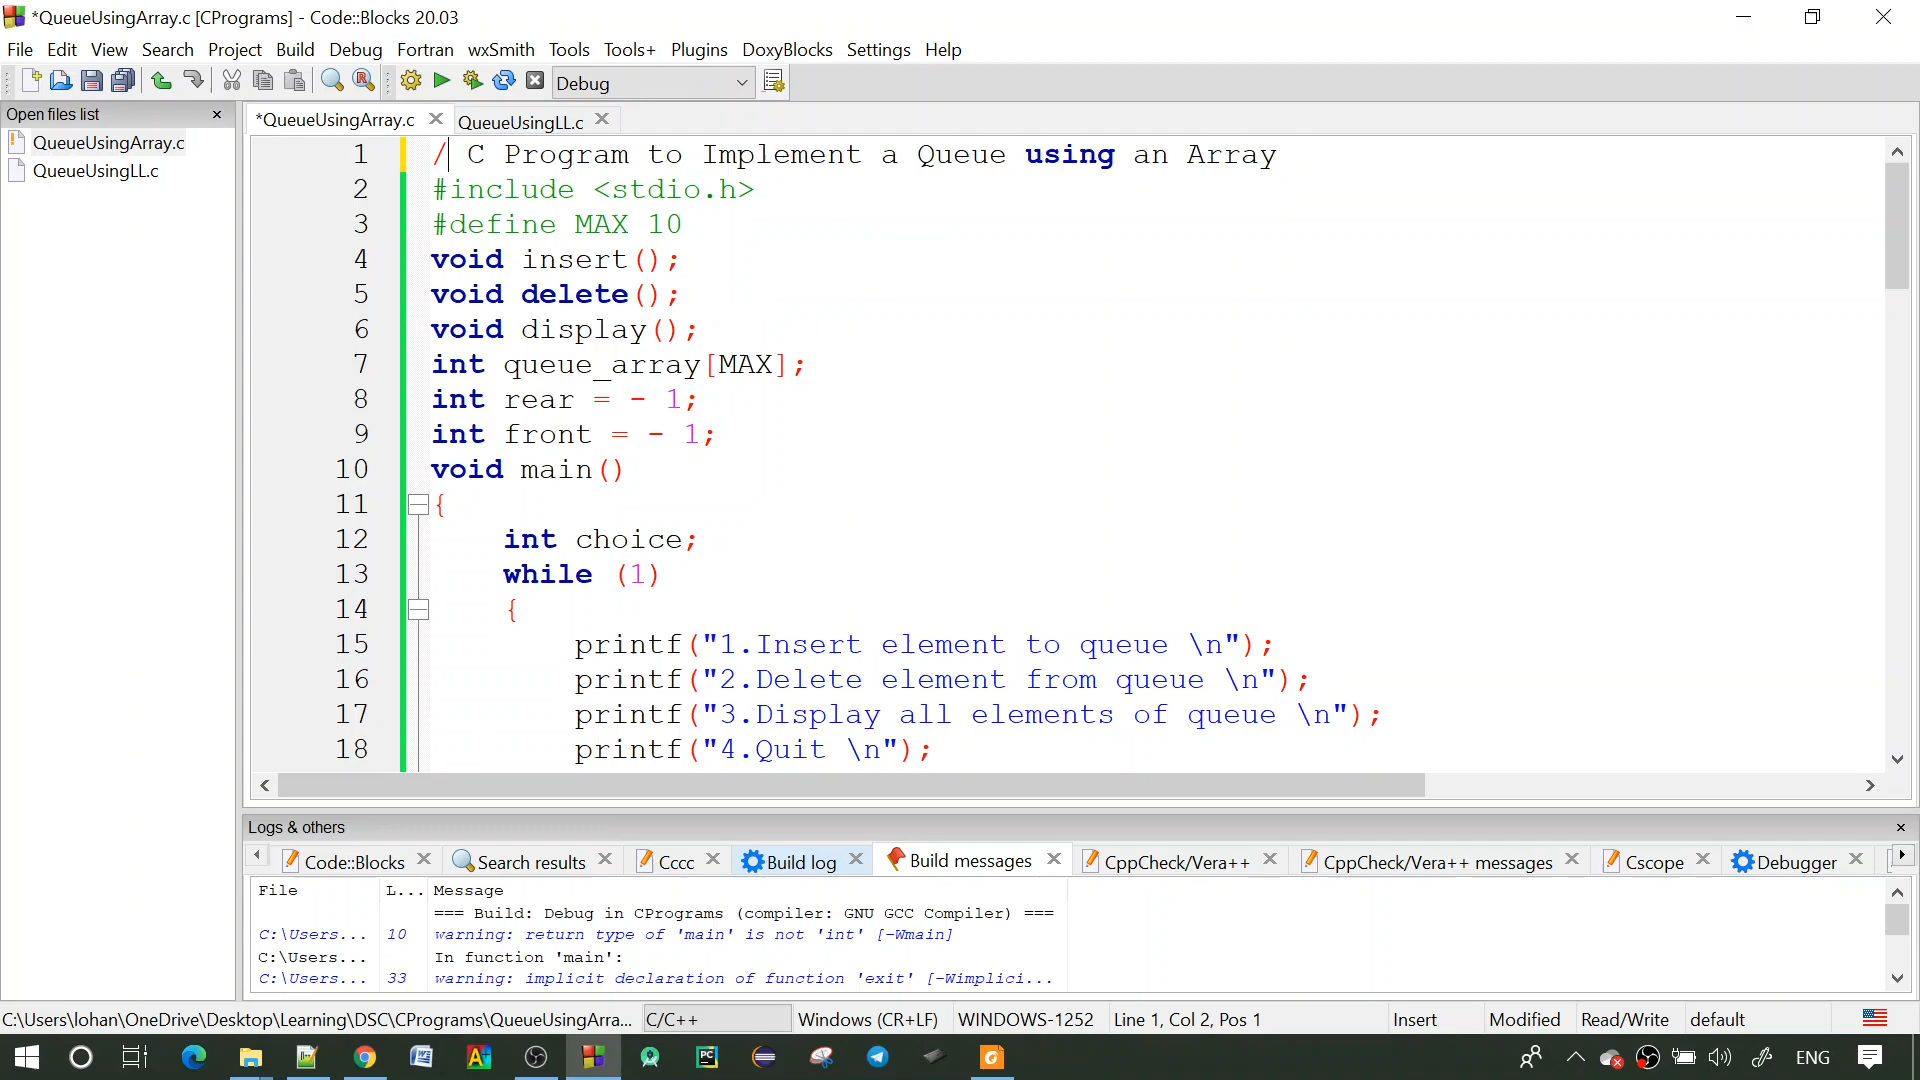 *QueueUsingArray.c [CPrograms] - Code::Blocks 20.03
File Edit View Search Project Build Debug Fortran wxSmith Tools Tools+ Plugins DoxyBlocks Settings Help
Debug
Open files list
QueueUsingArray.c
QueueUsingLL.c
*QueueUsingArray.c QueueUsingLL.c
1 / C Program to Implement a Queue using an Array
2 #include <stdio.h>
3 #define MAX 10
4 void insert();
5 void delete();
6 void display();
7 int queue_array[MAX];
8 int rear = - 1;
9 int front = - 1;
10 void main()
11 {
12 int choice;
13 while (1)
14 {
15 printf("1.Insert element to queue \n");
16 printf("2.Delete element from queue \n");
17 printf("3.Display all elements of queue \n");
18 printf("4.Quit \n");
Logs & others
Code::Blocks Search results Cccc Build log Build messages CppCheck/Vera++ CppCheck/Vera++ messages Cscope Debugger
File L... Message
=== Build: Debug in CPrograms (compiler: GNU GCC Compiler) ===
C:\Users... 10 warning: return type of 'main' is not 'int' [-Wmain]
C:\Users... In function 'main':
C:\Users... 33 warning: implicit declaration of function 'exit' [-Wimplici...
C:\Users\lohan\OneDrive\Desktop\Learning\DSC\CPrograms\QueueUsingArra... C/C++ Windows (CR+LF) WINDOWS-1252 Line 1, Col 2, Pos 1 Insert Modified Read/Write default
ENG